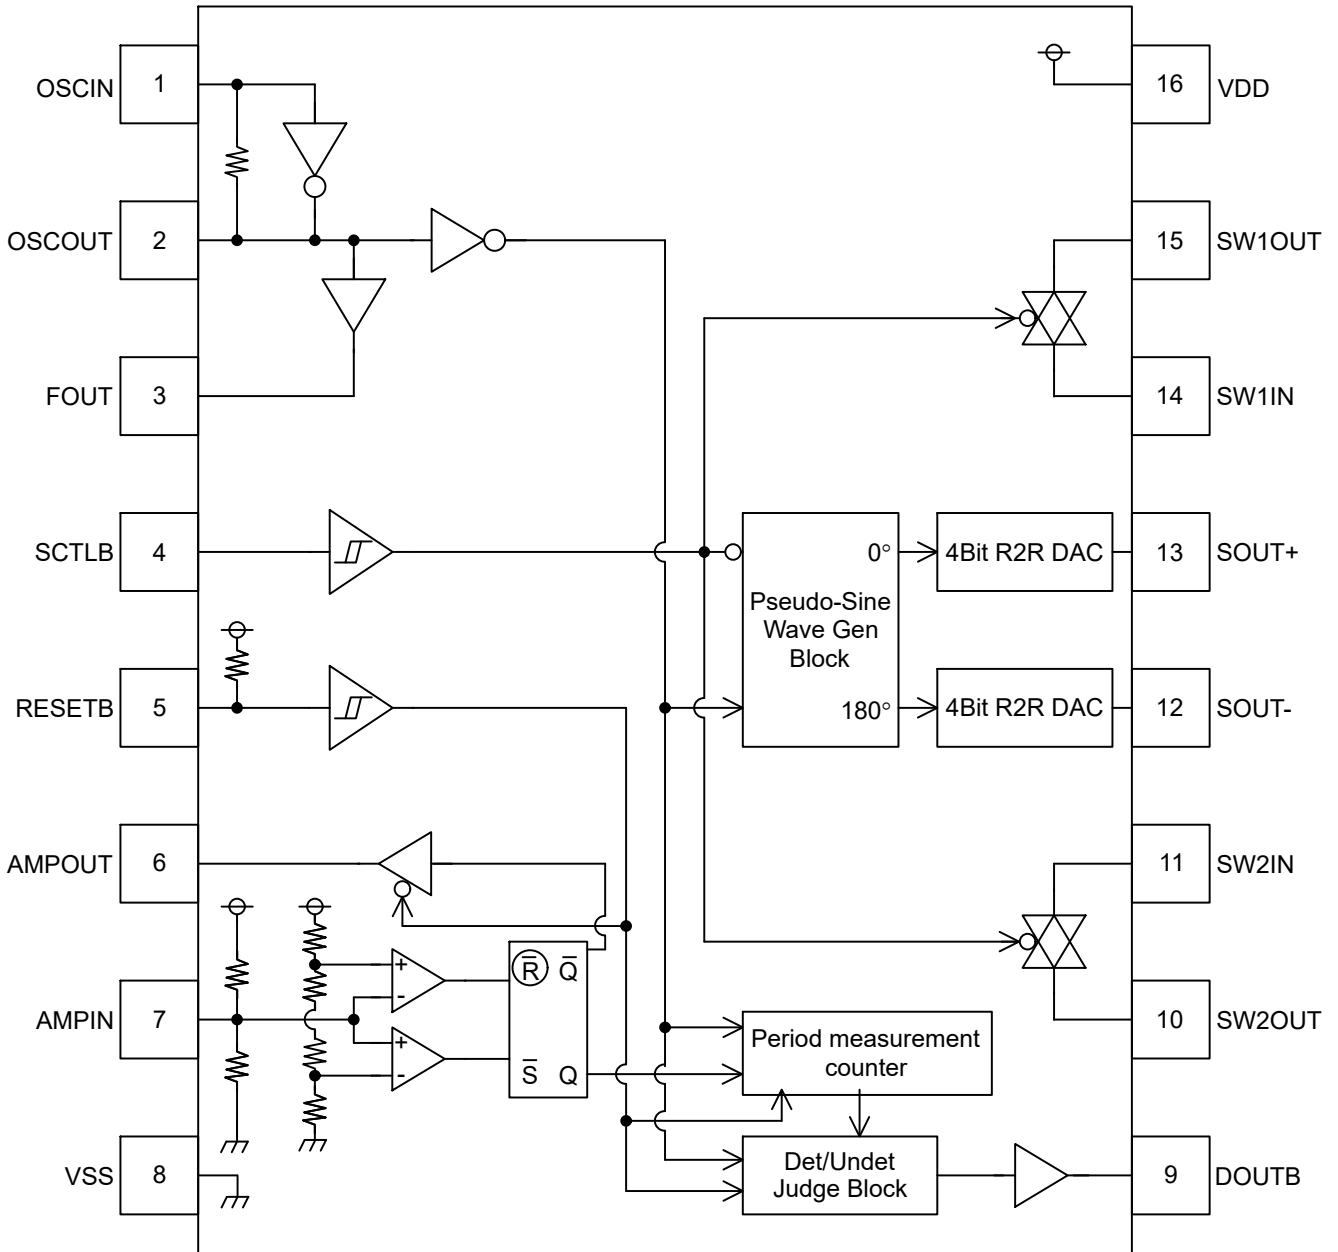 OSCIN 1
16 VDD
OSCOUT 2
15 SW1OUT
FOUT 3
14 SW1IN
SCTLB 4
0°
4Bit R2R DAC
13 SOUT+
Pseudo-Sine
Wave Gen
Block
RESETB 5
180°
4Bit R2R DAC
12 SOUT-
AMPOUT 6
11 SW2IN
+
-
R̅ Q̅
AMPIN 7
10 SW2OUT
+
-
S̅ Q
Period measurement
counter
VSS 8
Det/Undet
Judge Block
9 DOUTB